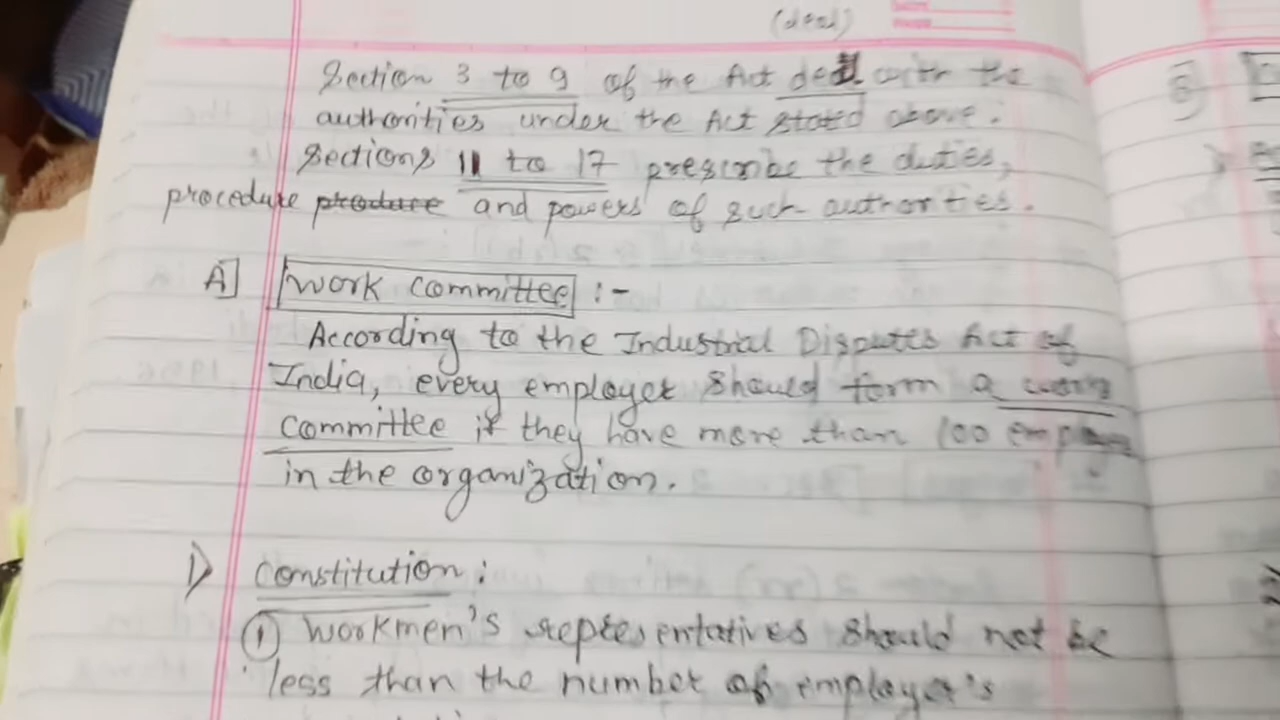 (deal)
Section 3 to 9 of the Act deal with the
authorities under the Act stated above.
Sections 11 to 17 prescribe the duties,
procedure and powers of such authorities.
A] Work Committee :-
According to the Industrial Disputes Act of
India, every employer should form a work
committee if they have more than 100
in the organization.
1) Constitution :
① Workmen's representatives should not be
less than the number of employer's